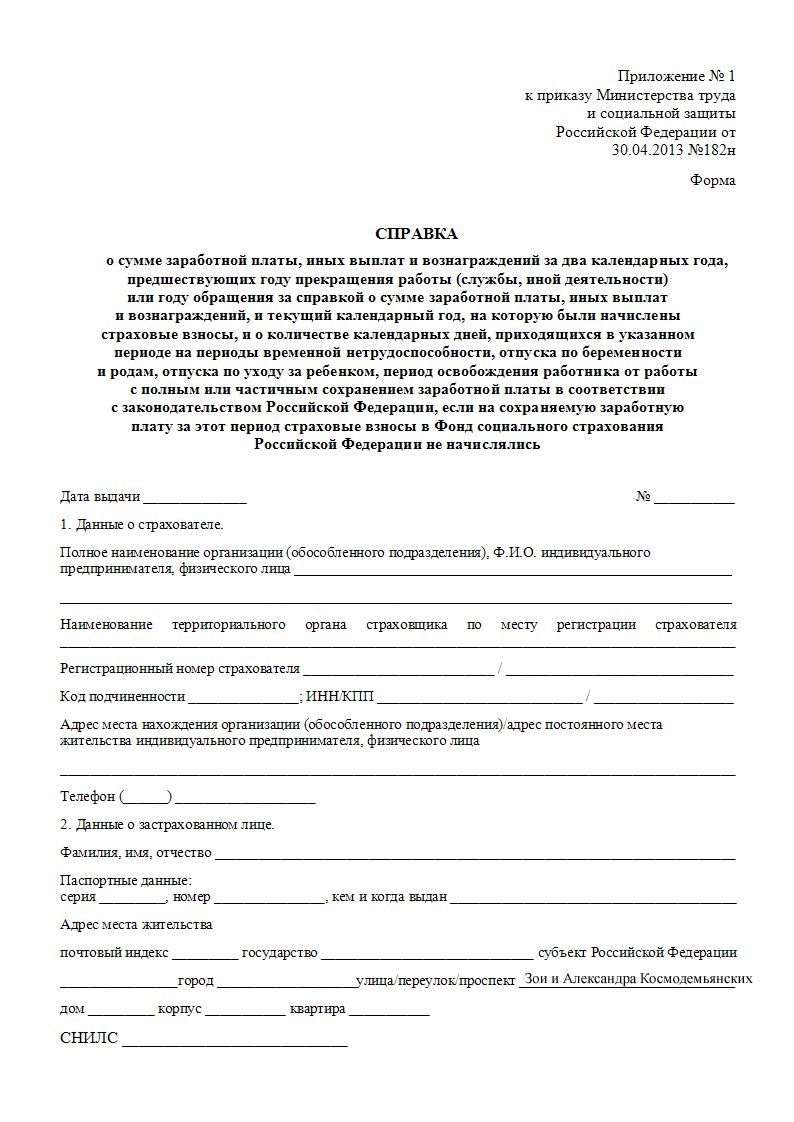 Приложение № 1
к приказу Министерства труда
и социальной защиты
Российской Федерации от
30.04.2013 №182н
Форма
СПРАВКА
о сумме заработной платы, иных выплат и вознаграждений за два календарных года,
предшествующих году прекращения работы (службы, иной деятельности)
или году обращения за справкой о сумме заработной платы, иных выплат
и вознаграждений, и текущий календарный год, на которую были начислены
страховые взносы, и о количестве календарных дней, приходящихся в указанном
периоде на периоды временной нетрудоспособности, отпуска по беременности
и родам, отпуска по уходу за ребенком, период освобождения работника от работы
с полным или частичным сохранением заработной платы в соответствии
с законодательством Российской Федерации, если на сохраняемую заработную
плату за этот период страховые взносы в Фонд социального страхования
Российской Федерации не начислялись
Дата выдачи ______________ № ___________
1. Данные о страхователе.
Полное наименование организации (обособленного подразделения), Ф.И.О. индивидуального
предпринимателя, физического лица ____________________
Наименование территориального органа страховщика по месту регистрации страхователя
Регистрационный номер страхователя __________________________ / _______________________________
Код подчиненности _______________; ИНН/КПП ____________________________ / ___________________
Адрес места нахождения организации (обособленного подразделения)/адрес постоянного места
жительства индивидуального предпринимателя, физического лица
Телефон (______) ___________________
2. Данные о застрахованном лице.
Фамилия, имя, отчество ____________________
Паспортные данные:
серия _________, номер _______________, кем и когда выдан ____________________
Адрес места жительства
почтовый индекс _________ государство _____________________________ субъект Российской Федерации
________________город ___________________улица/переулок/проспект Зои и Александра Космодемьянских
дом _________ корпус ___________ квартира ___________
СНИЛС ____________________________